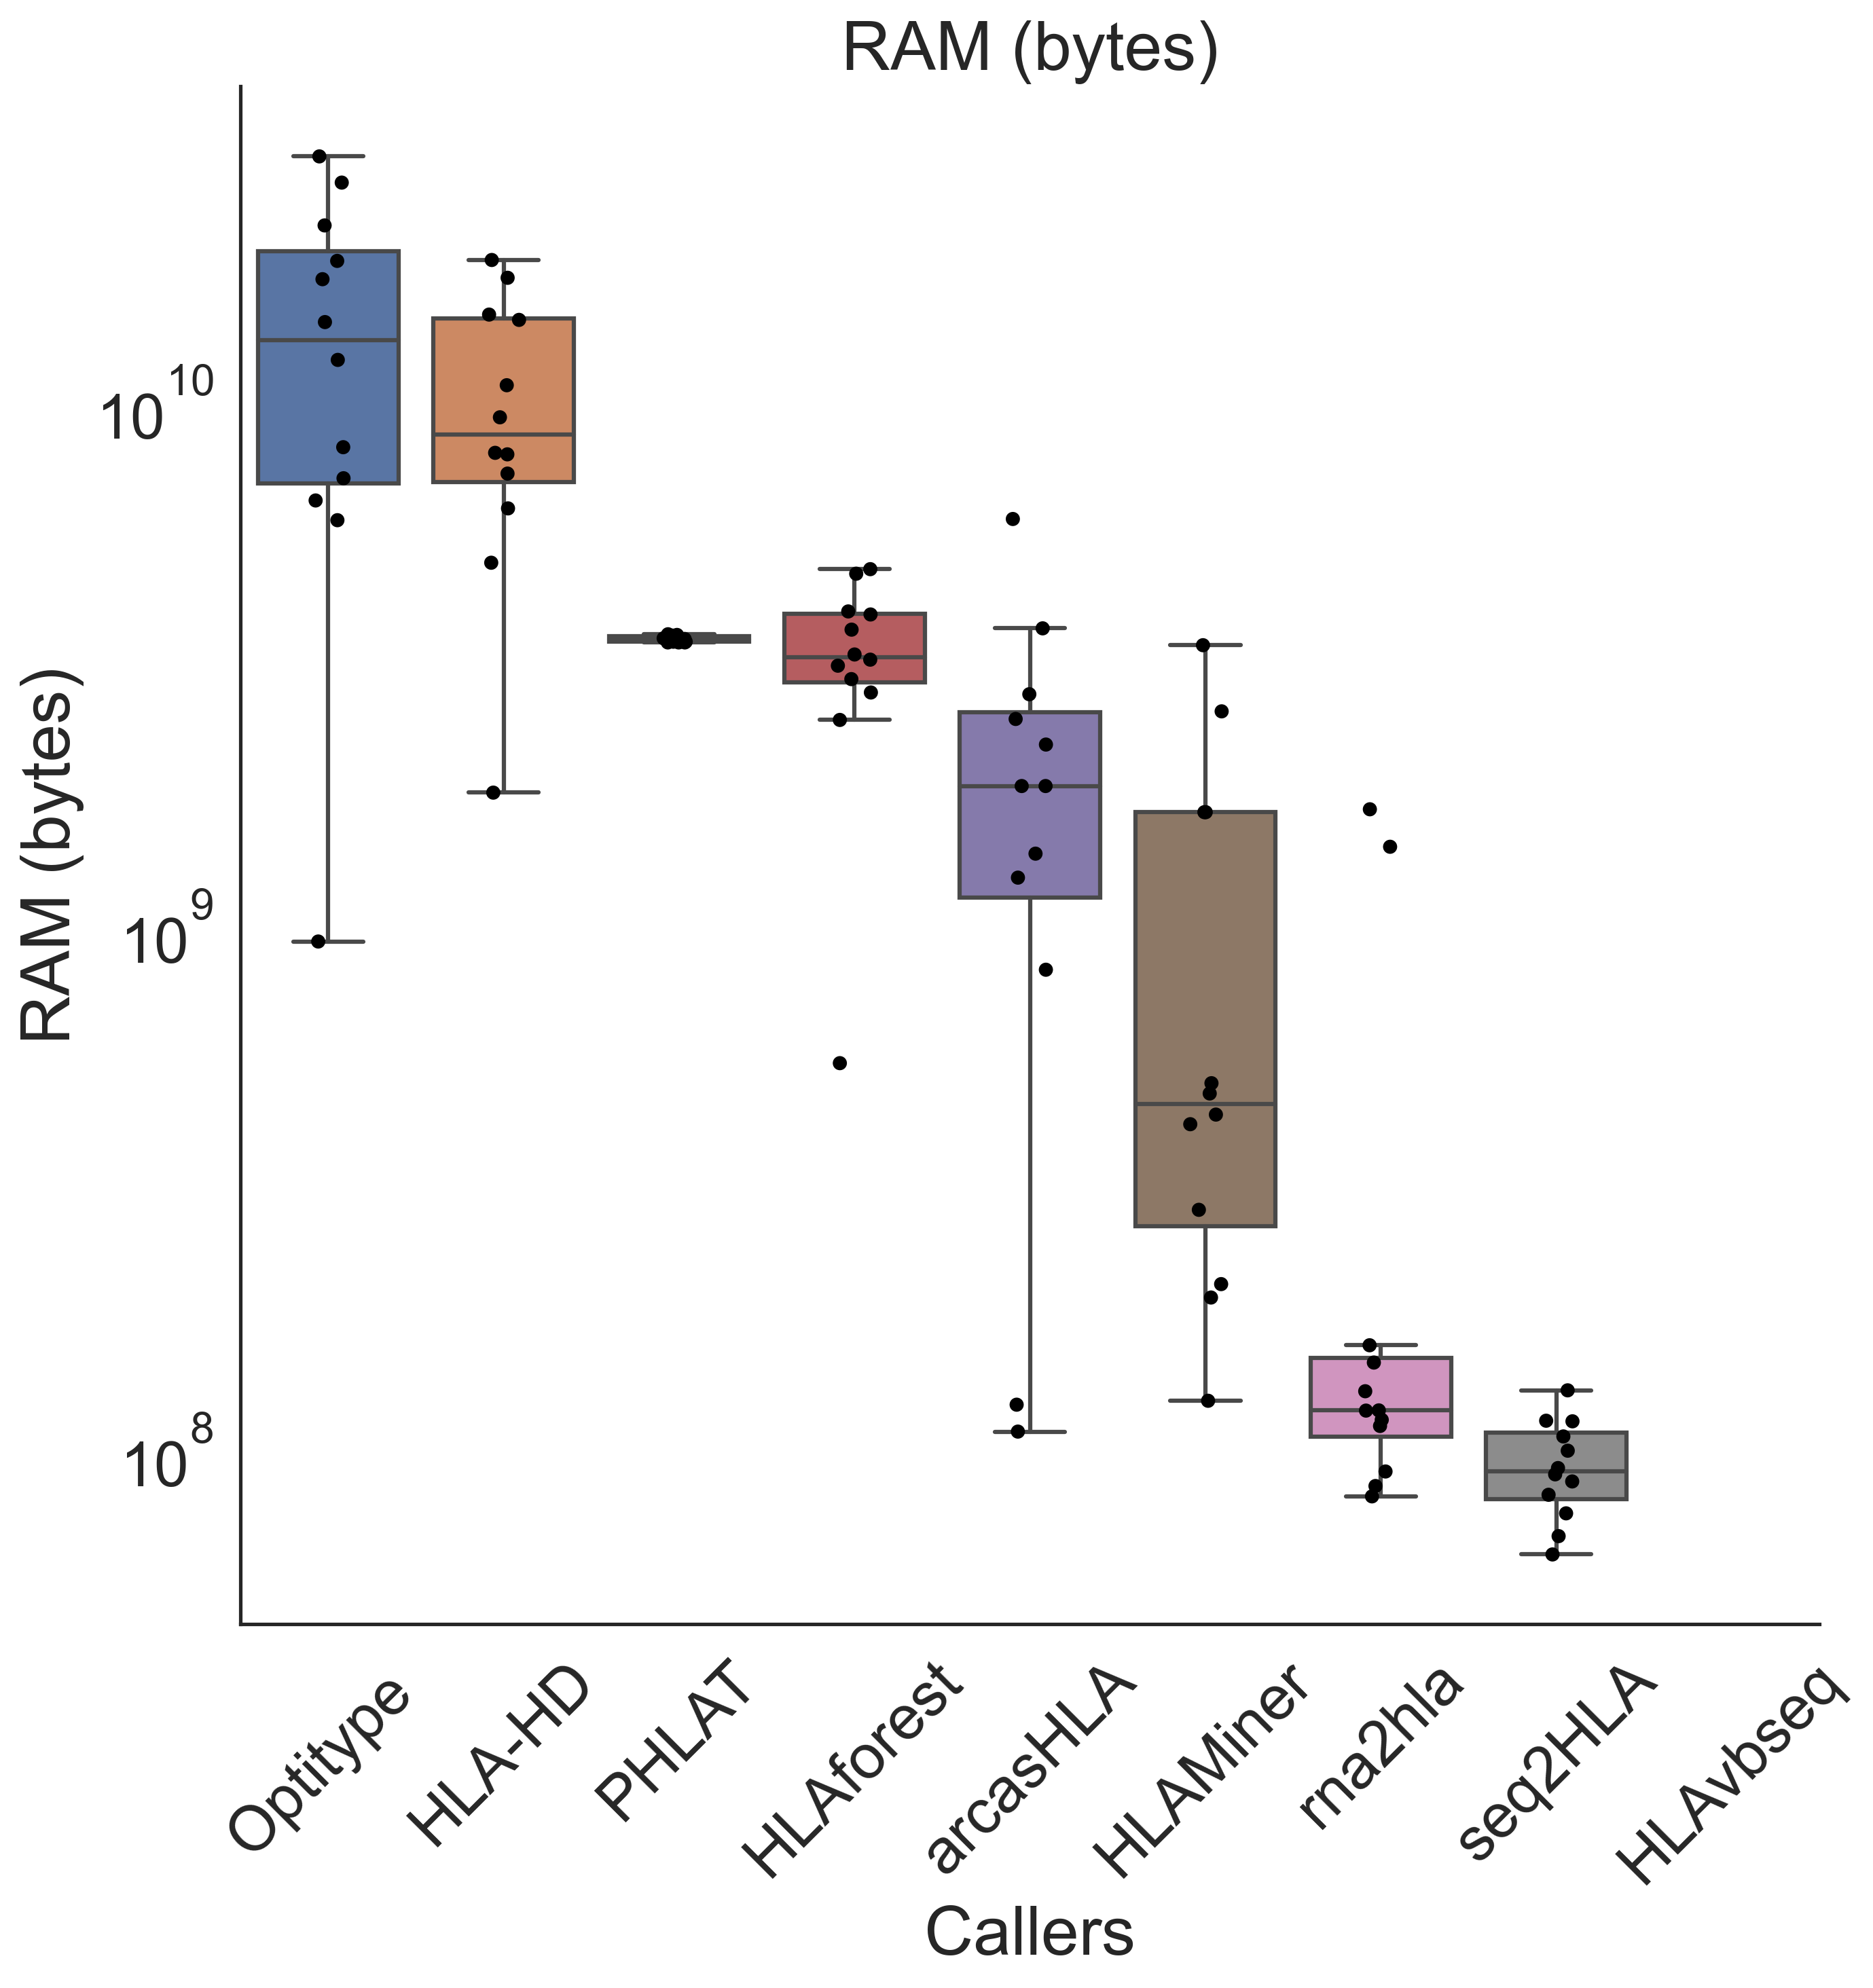 RAM (bytes)
RAM (bytes)
10^10
10^9
10^8
Optitype
HLA-HD
PHLAT
HLAforest
arcasHLA
HLAMiner
rna2hla
seq2HLA
HLAvbseq
Callers